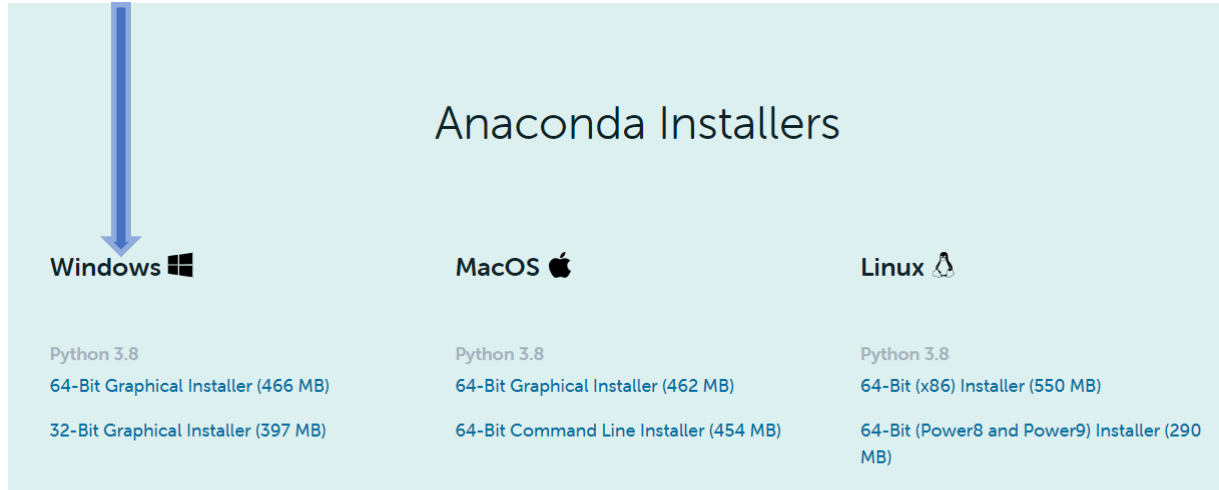 Anaconda Installers
Windows
MacOS
Linux
Python 3.8
64-Bit Graphical Installer (466 MB)
32-Bit Graphical Installer (397 MB)
Python 3.8
64-Bit Graphical Installer (462 MB)
64-Bit Command Line Installer (454 MB)
Python 3.8
64-Bit (x86) Installer (550 MB)
64-Bit (Power8 and Power9) Installer (290
MB)